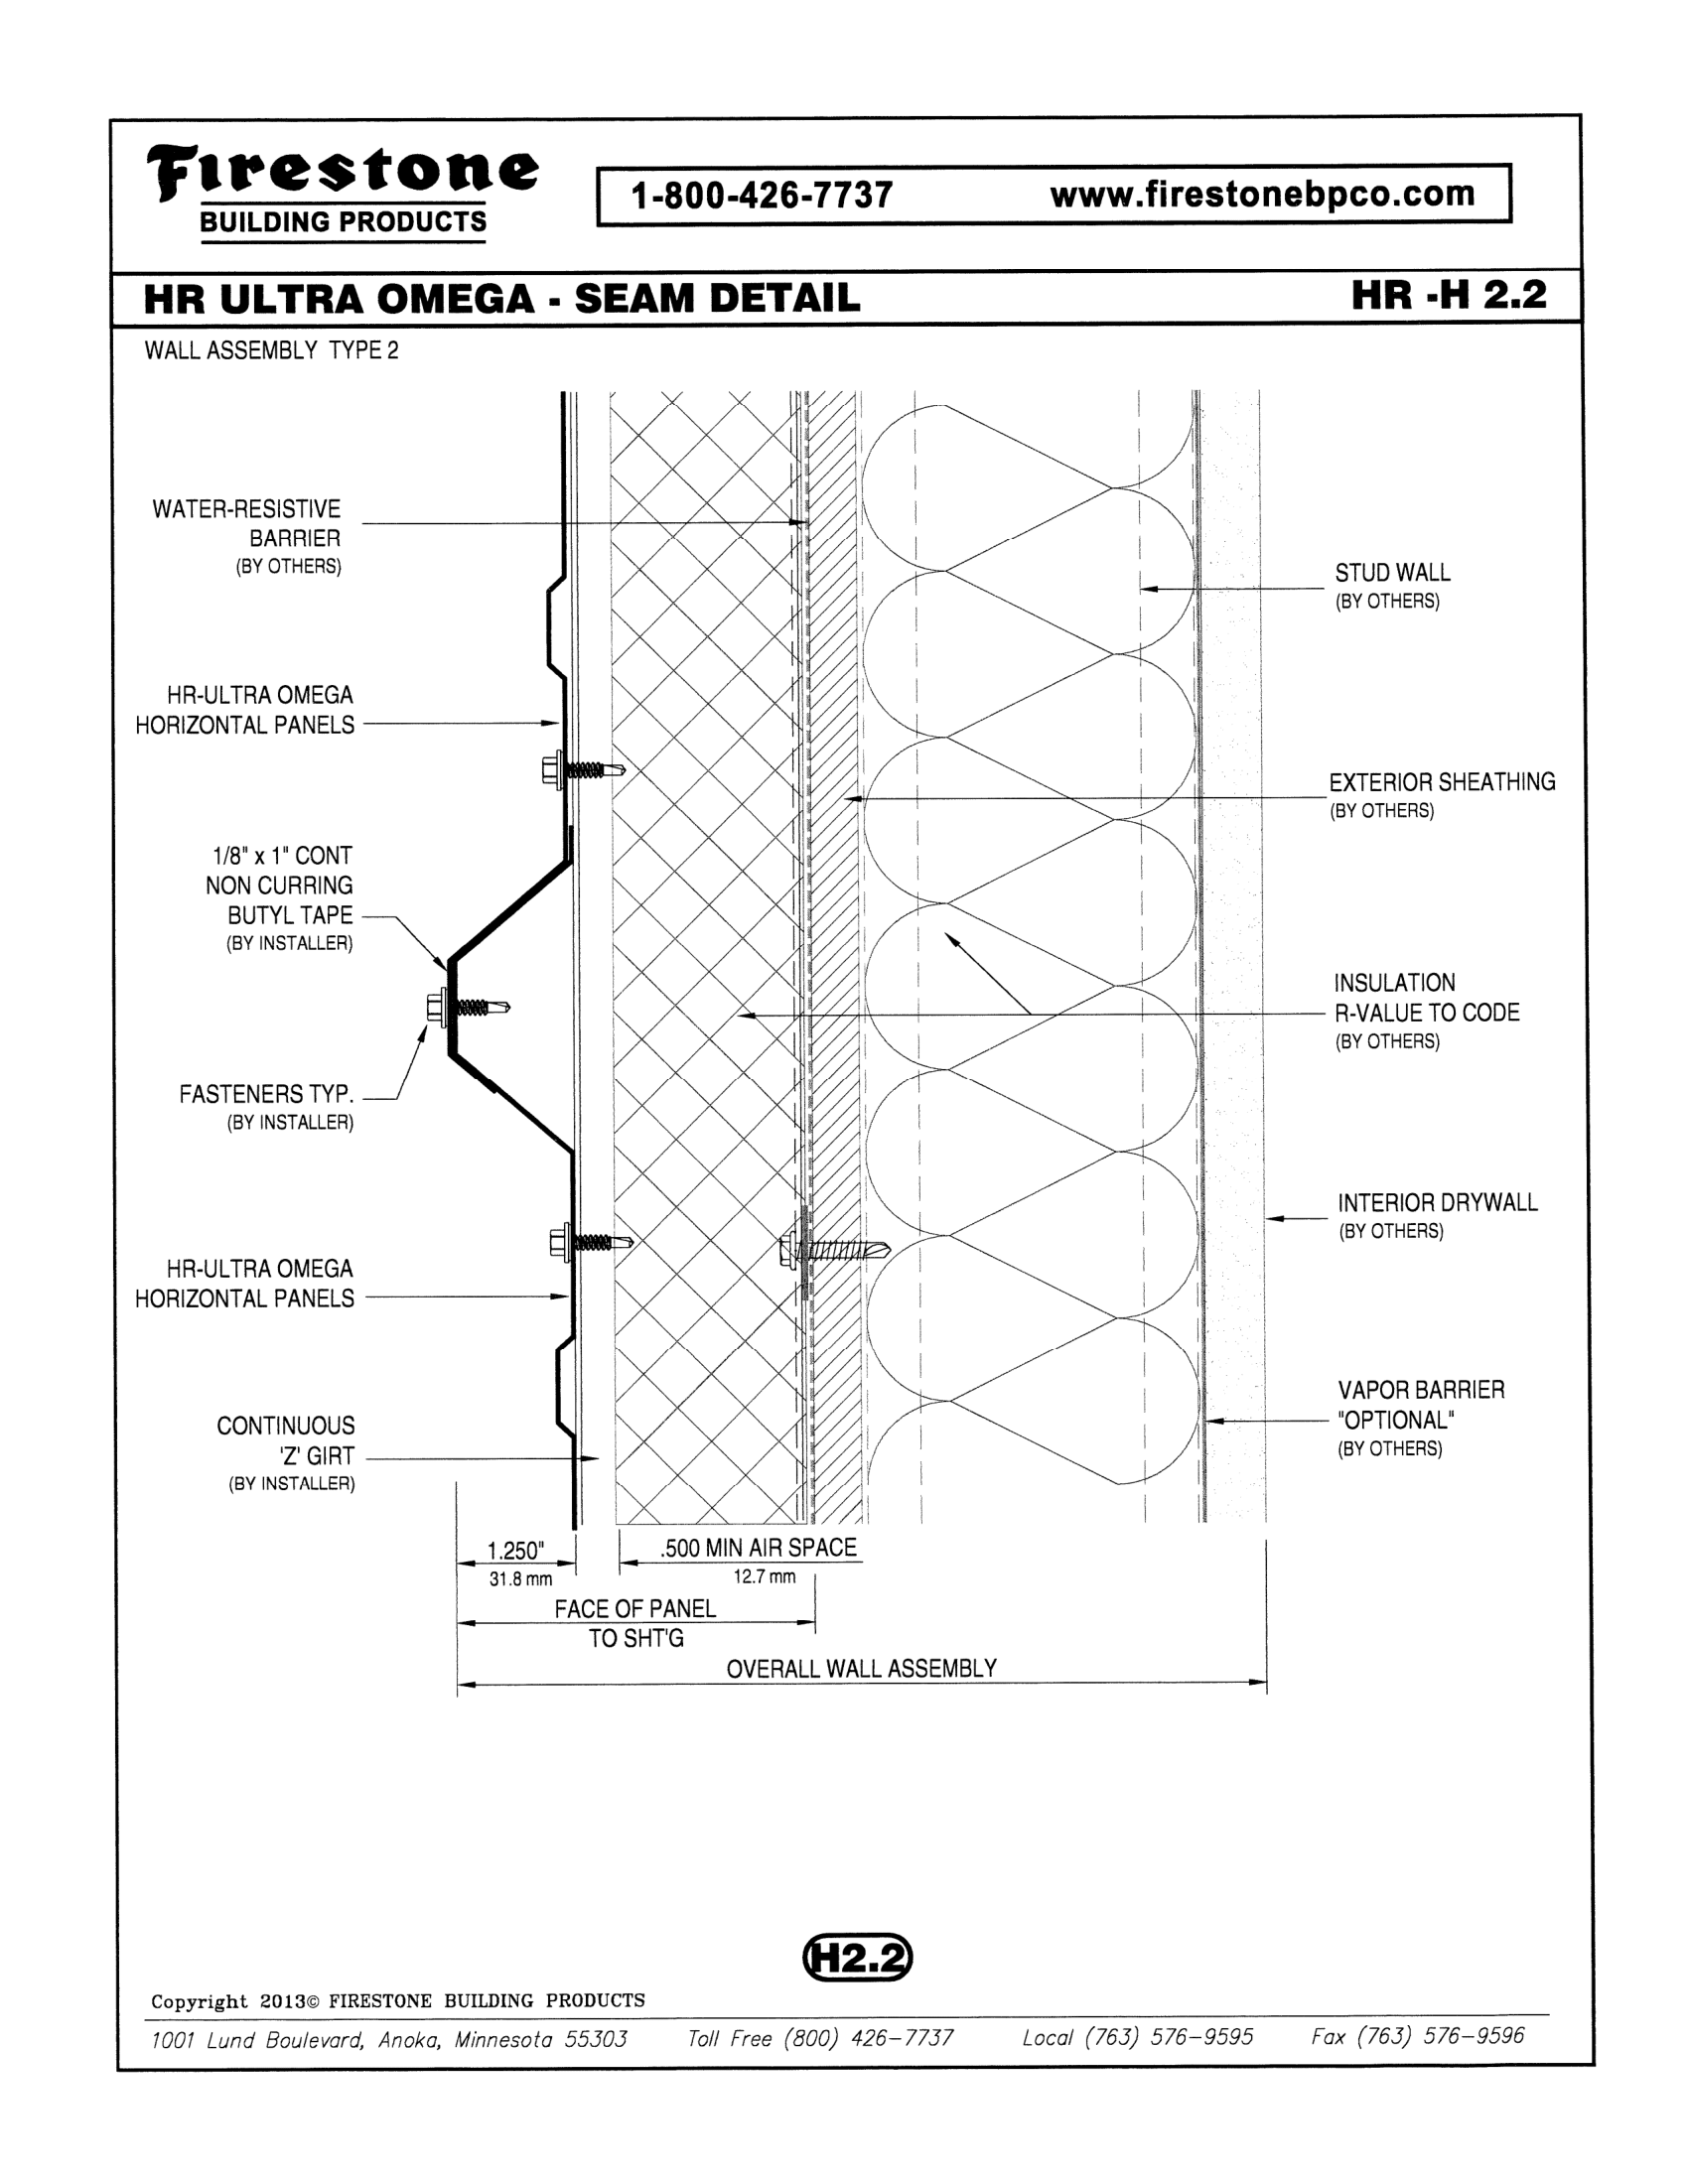 Firestone
BUILDING PRODUCTS
1-800-426-7737 www.firestonebpco.com
HR ULTRA OMEGA - SEAM DETAIL HR -H 2.2
WALL ASSEMBLY TYPE 2
WATER-RESISTIVE
BARRIER
(BY OTHERS)
STUD WALL
(BY OTHERS)
HR-ULTRA OMEGA
HORIZONTAL PANELS
EXTERIOR SHEATHING
(BY OTHERS)
1/8" x 1" CONT
NON CURRING
BUTYL TAPE
(BY INSTALLER)
INSULATION
R-VALUE TO CODE
(BY OTHERS)
FASTENERS TYP.
(BY INSTALLER)
INTERIOR DRYWALL
(BY OTHERS)
HR-ULTRA OMEGA
HORIZONTAL PANELS
VAPOR BARRIER
"OPTIONAL"
(BY OTHERS)
CONTINUOUS
'Z' GIRT
(BY INSTALLER)
1.250"
31.8 mm
.500 MIN AIR SPACE
12.7 mm
FACE OF PANEL
TO SHT'G
OVERALL WALL ASSEMBLY
H2.2
Copyright 2013© FIRESTONE BUILDING PRODUCTS
1001 Lund Boulevard, Anoka, Minnesota 55303 Toll Free (800) 426-7737 Local (763) 576-9595 Fax (763) 576-9596